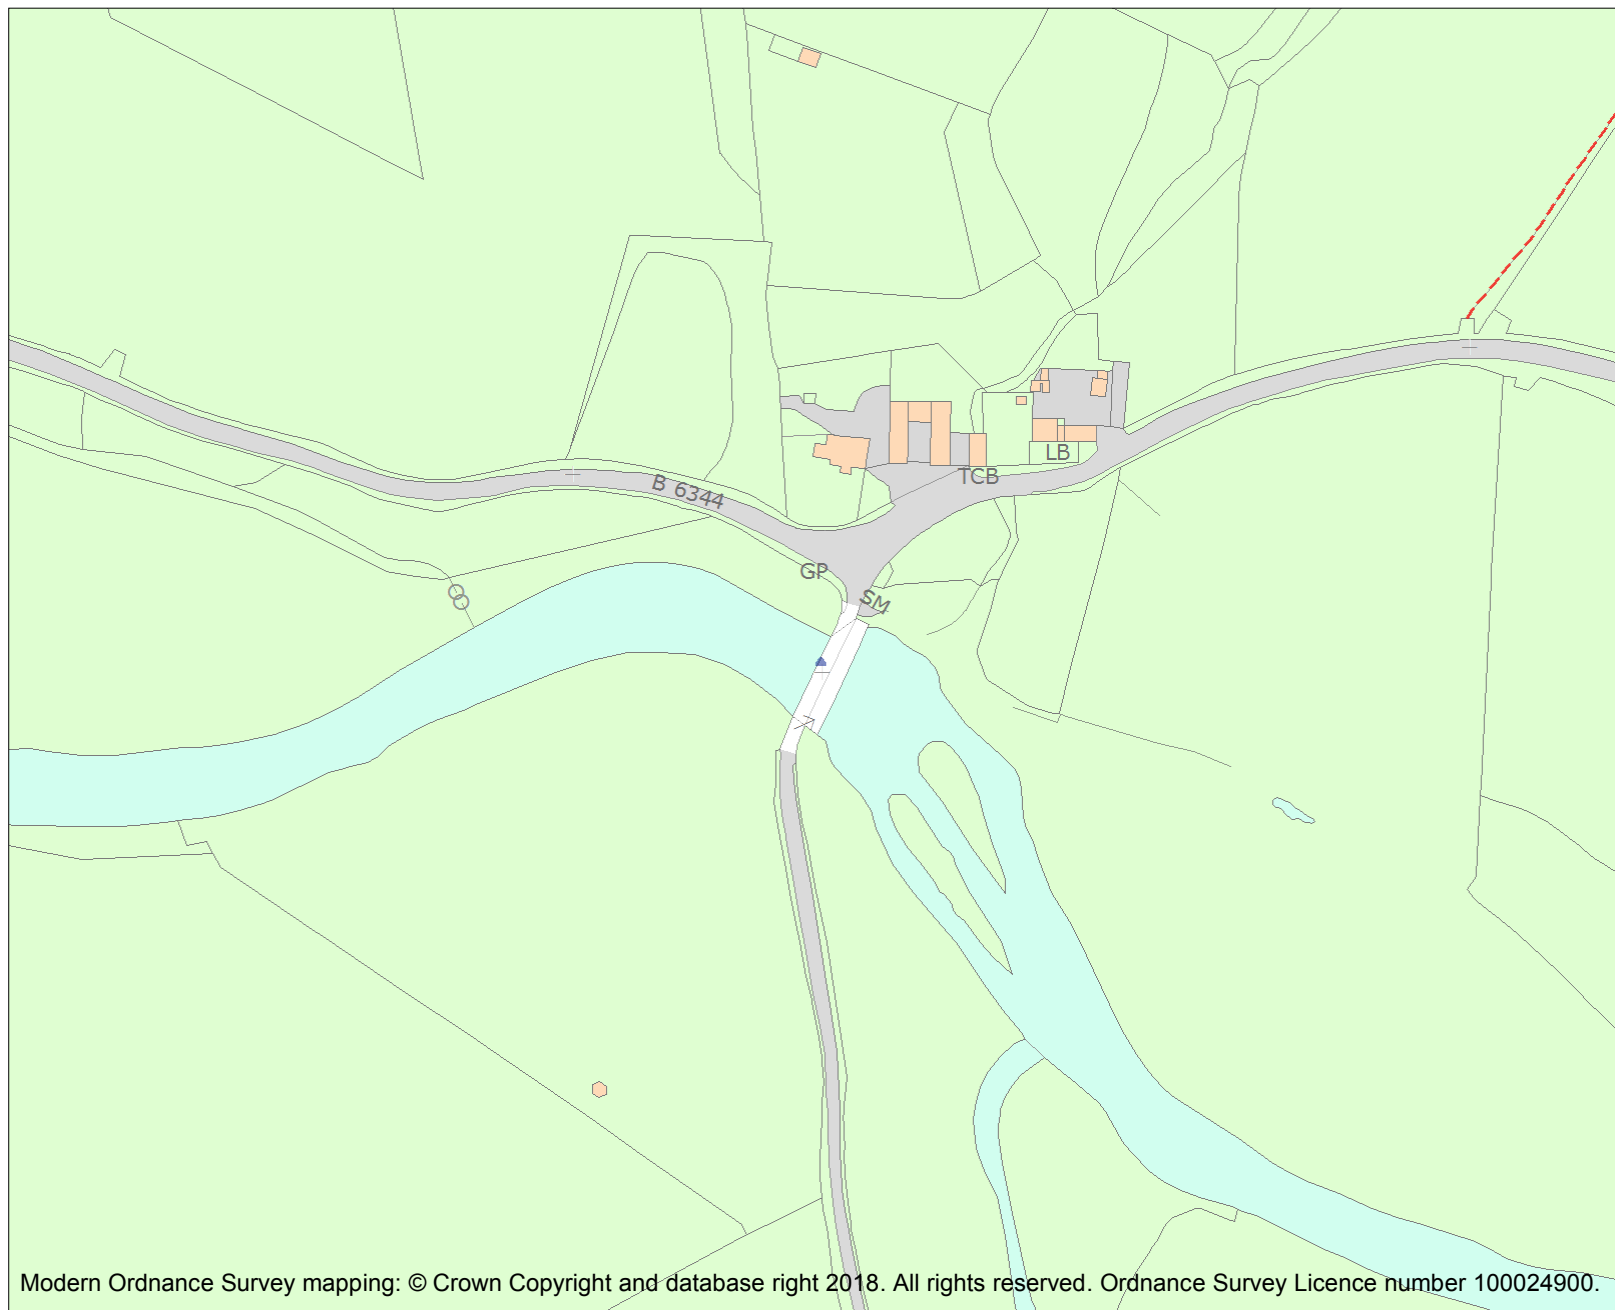 LB
TCB
B 6344
GP
SM
Modern Ordnance Survey mapping: © Crown Copyright and database right 2018. All rights reserved. Ordnance Survey Licence number 100024900.